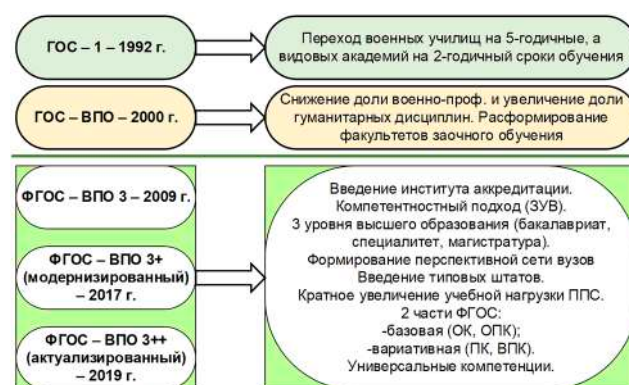 ГОС – 1 – 1992 г.
Переход военных училищ на 5-годичные, а
видовых академий на 2-годичный сроки обучения
ГОС – ВПО – 2000 г.
Снижение доли военно-проф. и увеличение доли
гуманитарных дисциплин. Расформирование
факультетов заочного обучения
ФГОС – ВПО 3 – 2009 г.
ФГОС – ВПО 3+
(модернизированный)
– 2017 г.
ФГОС – ВПО 3++
(актуализированный)
– 2019 г.
Введение института аккредитации.
Компетентностный подход (ЗУВ).
3 уровня высшего образования (бакалавриат,
специалитет, магистратура).
Формирование перспективной сети вузов
Введение типовых штатов.
Кратное увеличение учебной нагрузки ППС.
2 части ФГОС:
-базовая (ОК, ОПК);
-вариативная (ПК, ВПК).
Универсальные компетенции.